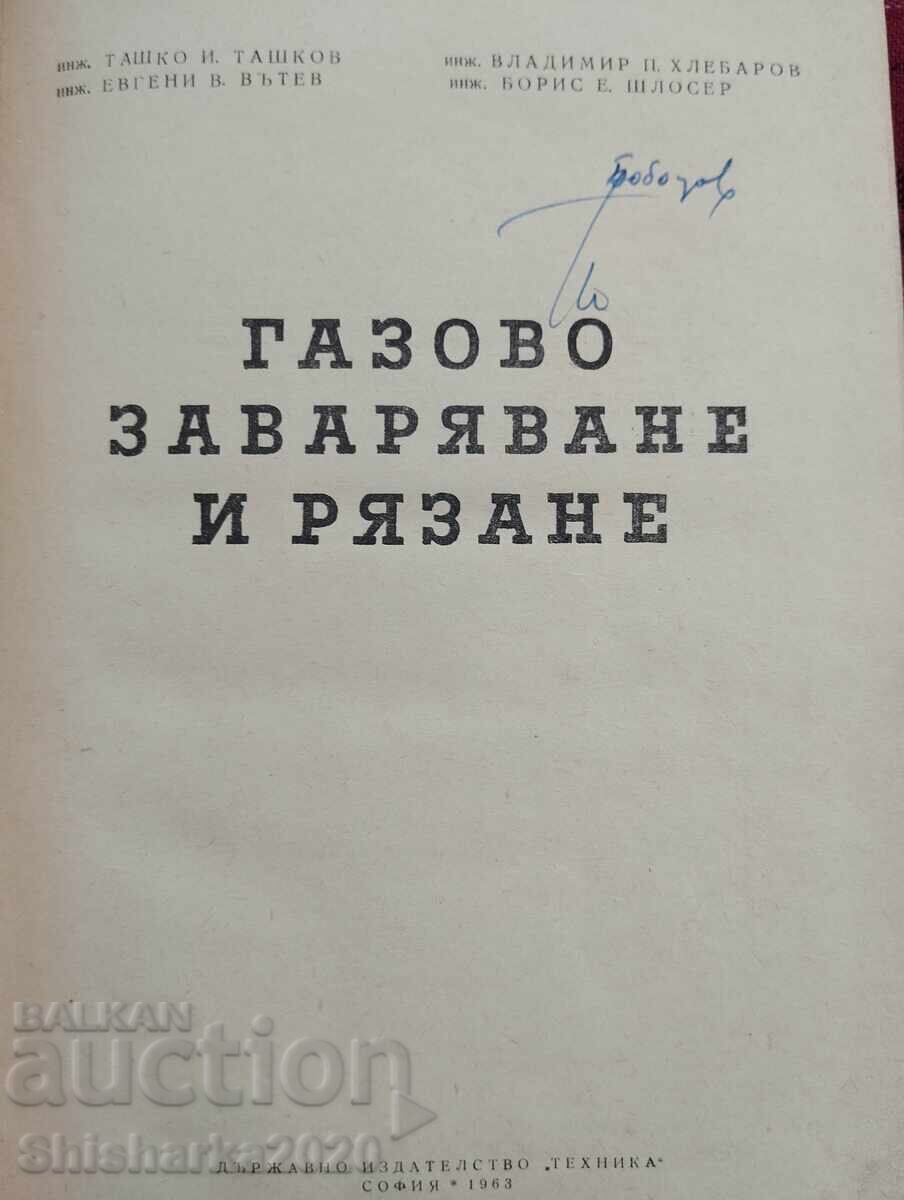 инж. ТАШКО И. ТАШКОВ
инж. ЕВГЕНИ В. ВЪТЕВ
инж. ВЛАДИМИР П. ХЛЕБАРОВ
инж. БОРИС Е. ШЛОСЕР
ГАЗОВО
ЗАВАРЯВАНЕ
И РЯЗАНЕ
BALKAN
auction
Shisharka2020
ДЪРЖАВНО ИЗДАТЕЛСТВО „ТЕХНИКА“
СОФИЯ * 1963